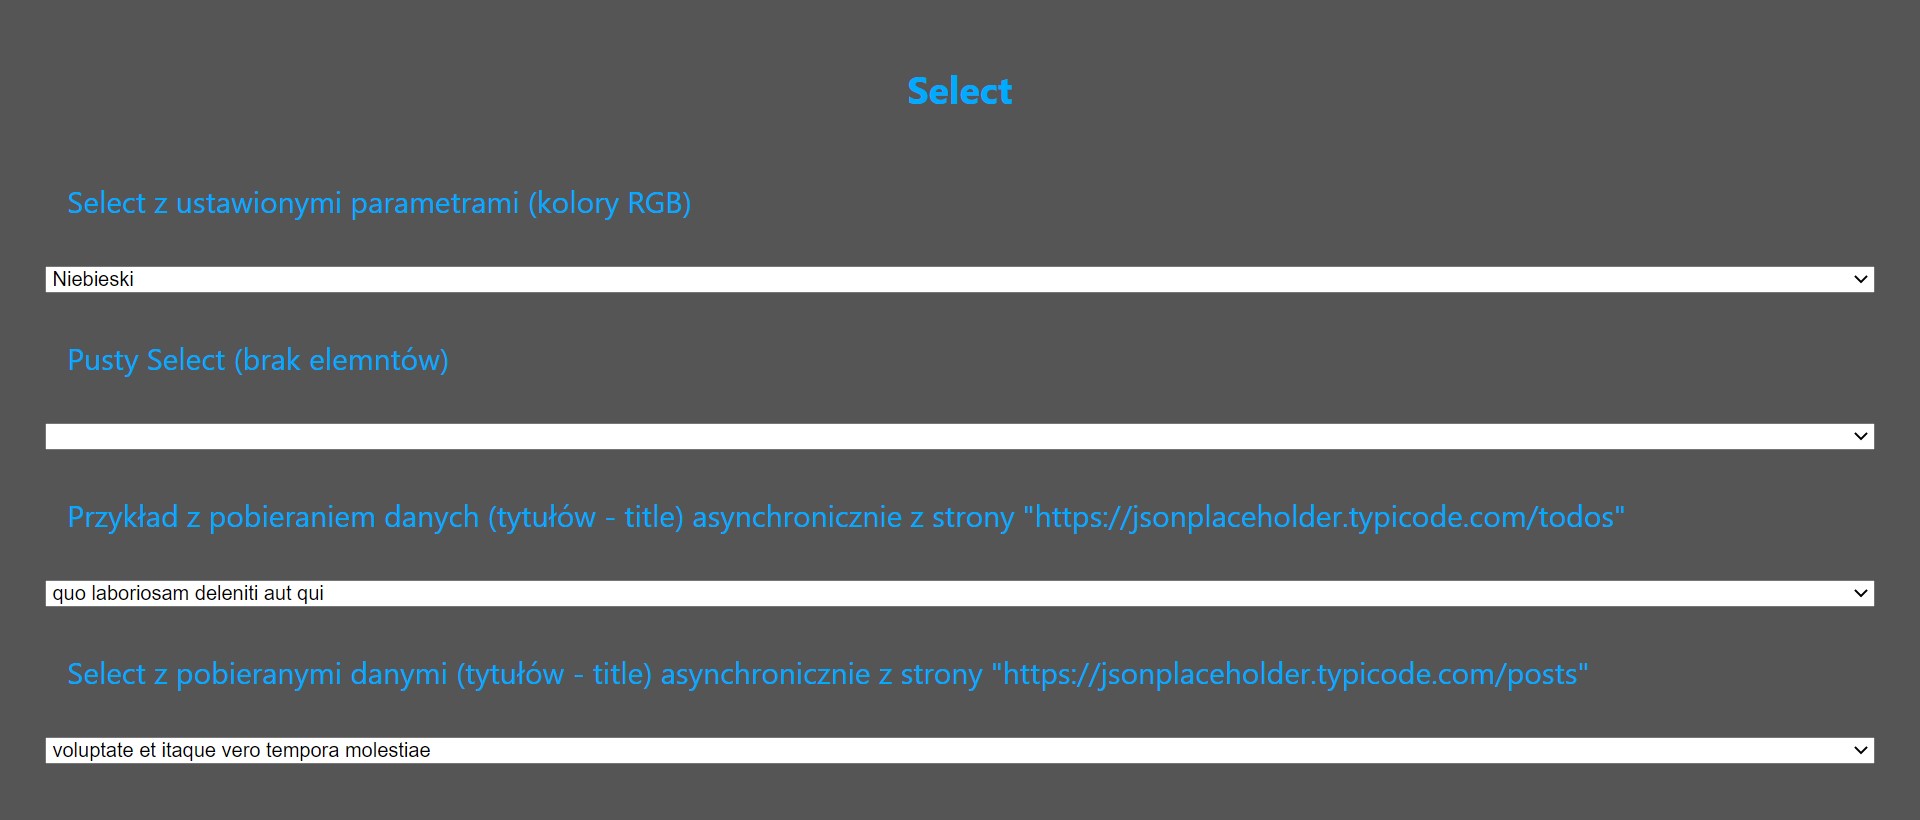 Select
Select z ustawionymi parametrami (kolory RGB)
Niebieski
Pusty Select (brak elemntów)
Przykład z pobieraniem danych (tytułów - title) asynchronicznie z strony "https://jsonplaceholder.typicode.com/todos"
quo laboriosam deleniti aut qui
Select z pobieranymi danymi (tytułów - title) asynchronicznie z strony "https://jsonplaceholder.typicode.com/posts"
voluptate et itaque vero tempora molestiae